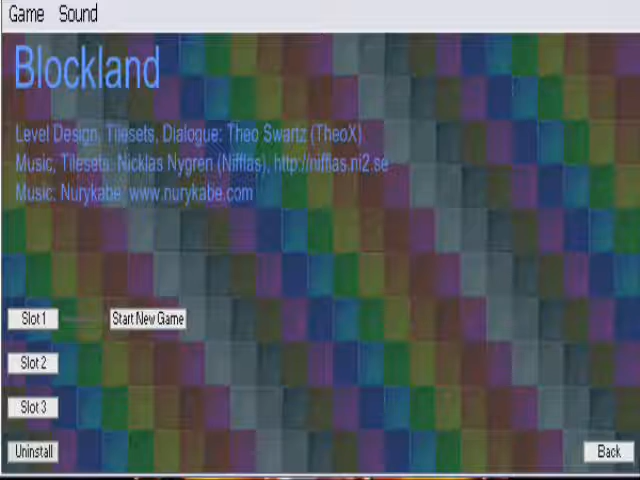 Game Sound
Blockland
Level Design, Tilesets, Dialogue: Theo Swartz (TheoX)
Music, Tilesets: Nicklas Nygren (Nifflas), http://nifflas.ni2.se
Music: Nurykabe, www.nurykabe.com
Slot 1 Start New Game
Slot 2
Slot 3
Uninstall Back